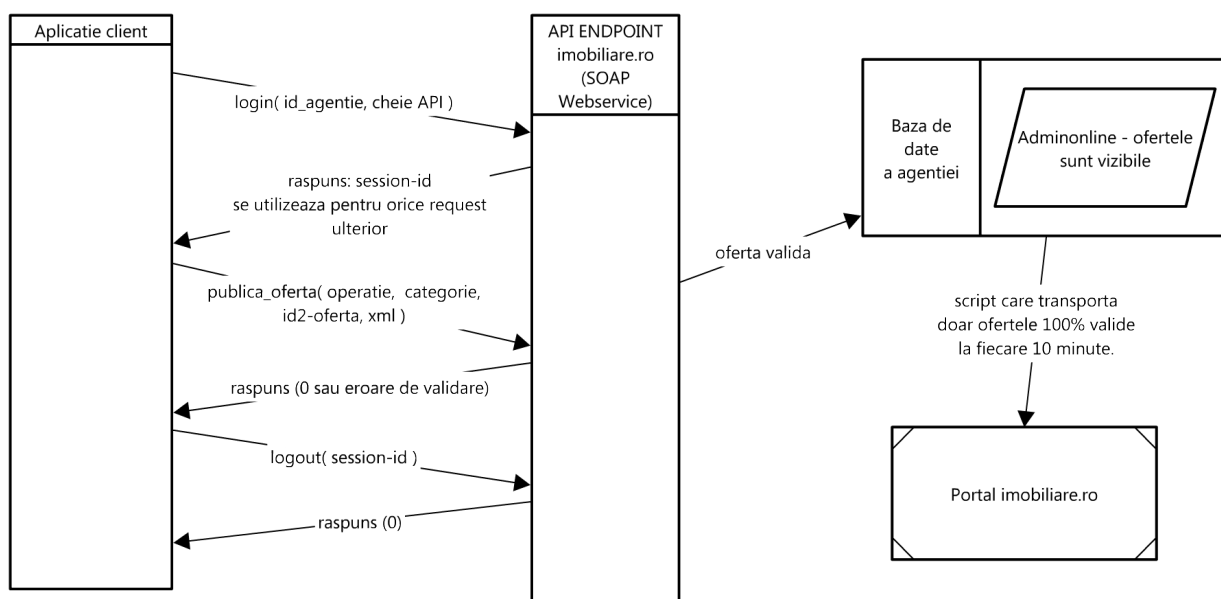 Aplicatie client
API ENDPOINT
imobiliare.ro
(SOAP
Webservice)
login( id_agentie, cheie API )
raspuns: session-id
se utilizeaza pentru orice request
ulterior
publica_oferta( operatie,  categorie,
id2-oferta, xml )
raspuns (0 sau eroare de validare)
logout( session-id )
raspuns (0)
oferta valida
Baza de
date
a agentiei
Adminonline - ofertele
sunt vizibile
script care transporta
doar ofertele 100% valide
la fiecare 10 minute.
Portal imobiliare.ro